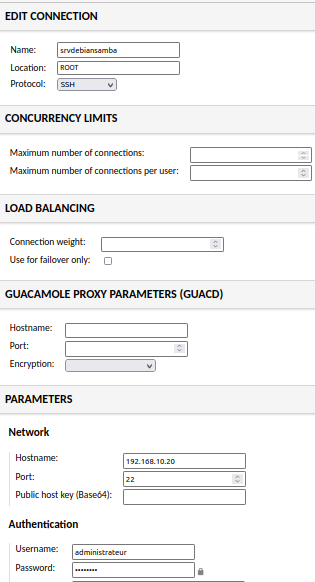 EDIT CONNECTION
Name: srvdebiansamba
Location: ROOT
Protocol: SSH
CONCURRENCY LIMITS
Maximum number of connections:
Maximum number of connections per user:
LOAD BALANCING
Connection weight:
Use for failover only:
GUACAMOLE PROXY PARAMETERS (GUACD)
Hostname:
Port:
Encryption:
PARAMETERS
Network
Hostname: 192.168.10.20
Port: 22
Public host key (Base64):
Authentication
Username: administrateur
Password: ••••••••